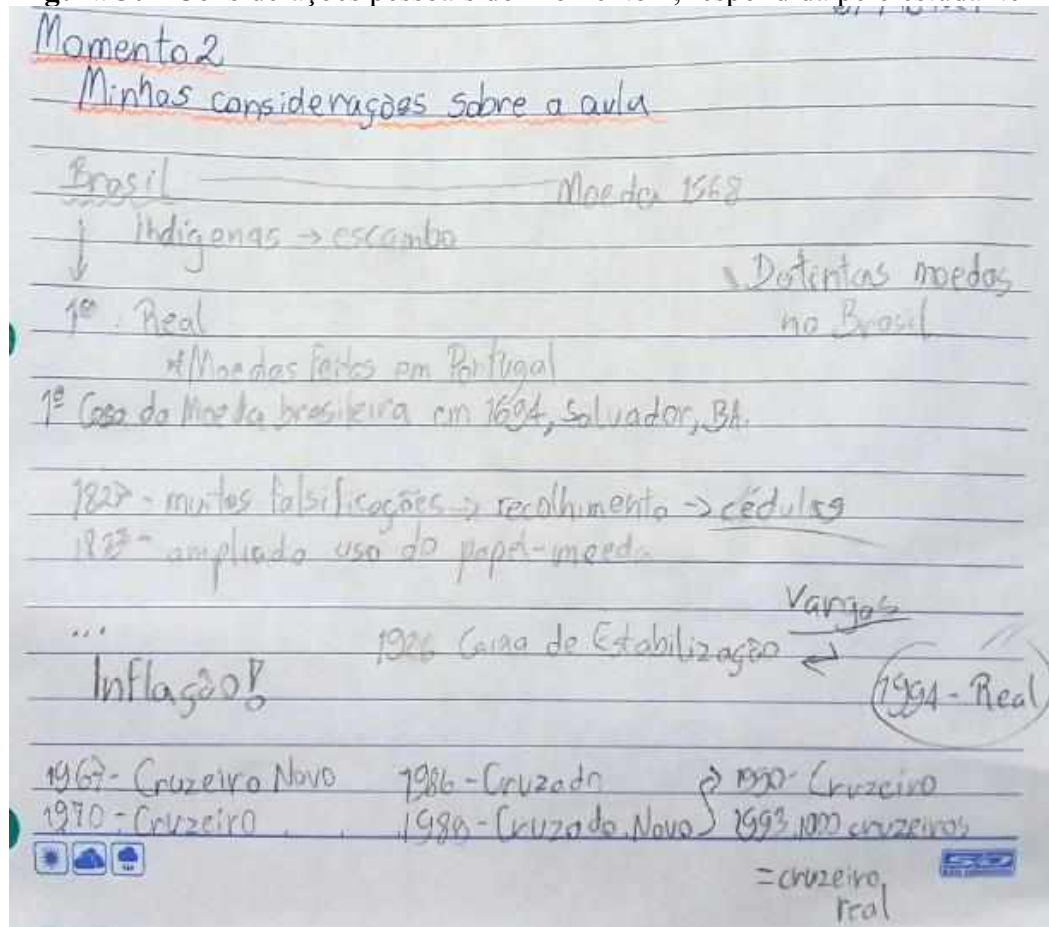 Momento 2
Minhas considerações sobre a aula
Brasil Moeda 1568
indígenas → escambo
Distintas moedas
no Brasil
1º Real
*Moedas feitas em Portugal
1ª Casa da Moeda brasileira em 1694, Salvador, BA.
1827 - muitas falsificações → recolhimento → cédulas
ampliado uso do papel-moeda
Vargas
... 1926 Caixa de Estabilização
Inflação!
1994 - Real
1967 - Cruzeiro Novo 1986 - Cruzado 1990 - Cruzeiro
1970 - Cruzeiro 1989 - Cruzado Novo 1993 1000 cruzeiros
= cruzeiro
real